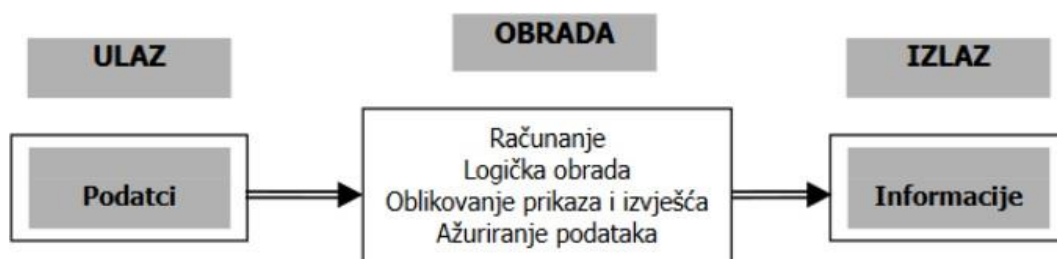 ULAZ
OBRADA
IZLAZ
Podatci
Računanje
Logička obrada
Oblikovanje prikaza i izvješća
Ažuriranje podataka
Informacije